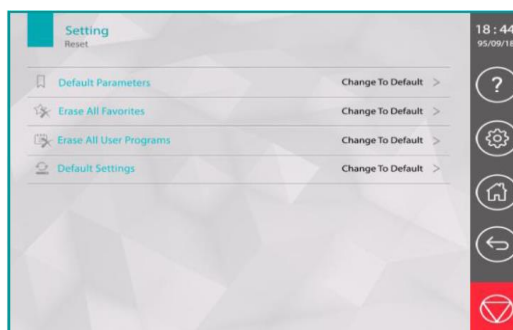 Setting
Reset
18 : 44
95/09/18
Default Parameters Change To Default >
Erase All Favorites Change To Default >
Erase All User Programs Change To Default >
Default Settings Change To Default >
?